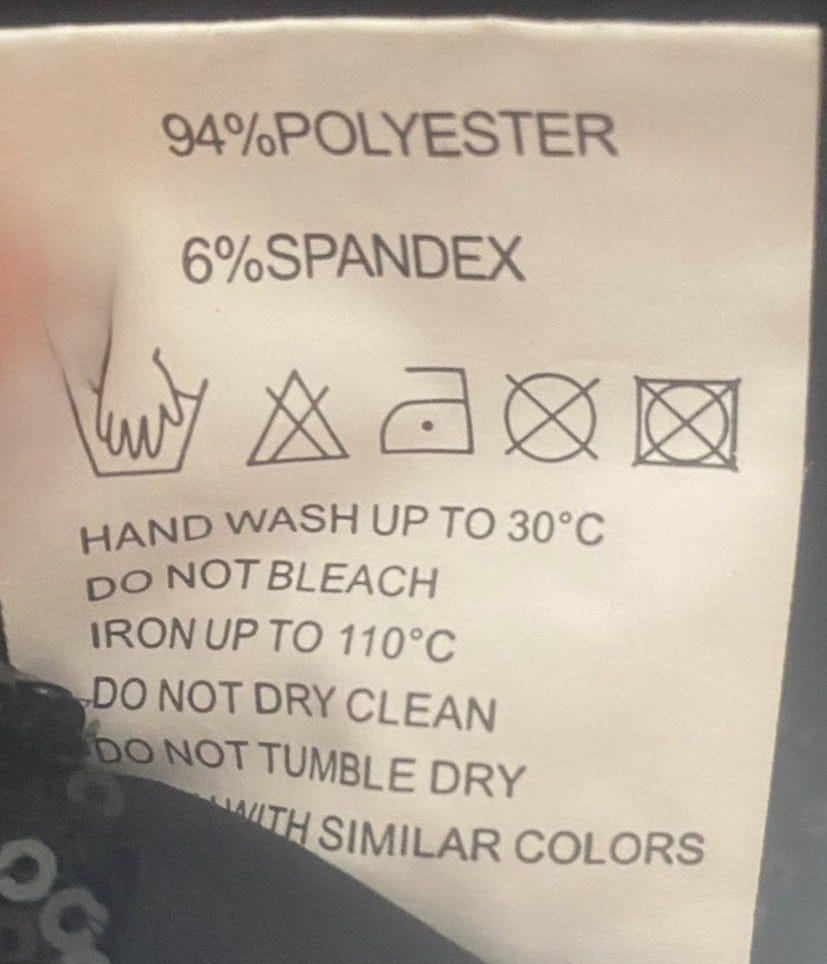 94%POLYESTER
6%SPANDEX
HAND WASH UP TO 30°C
DO NOT BLEACH
IRON UP TO 110°C
DO NOT DRY CLEAN
DO NOT TUMBLE DRY
WITH SIMILAR COLORS